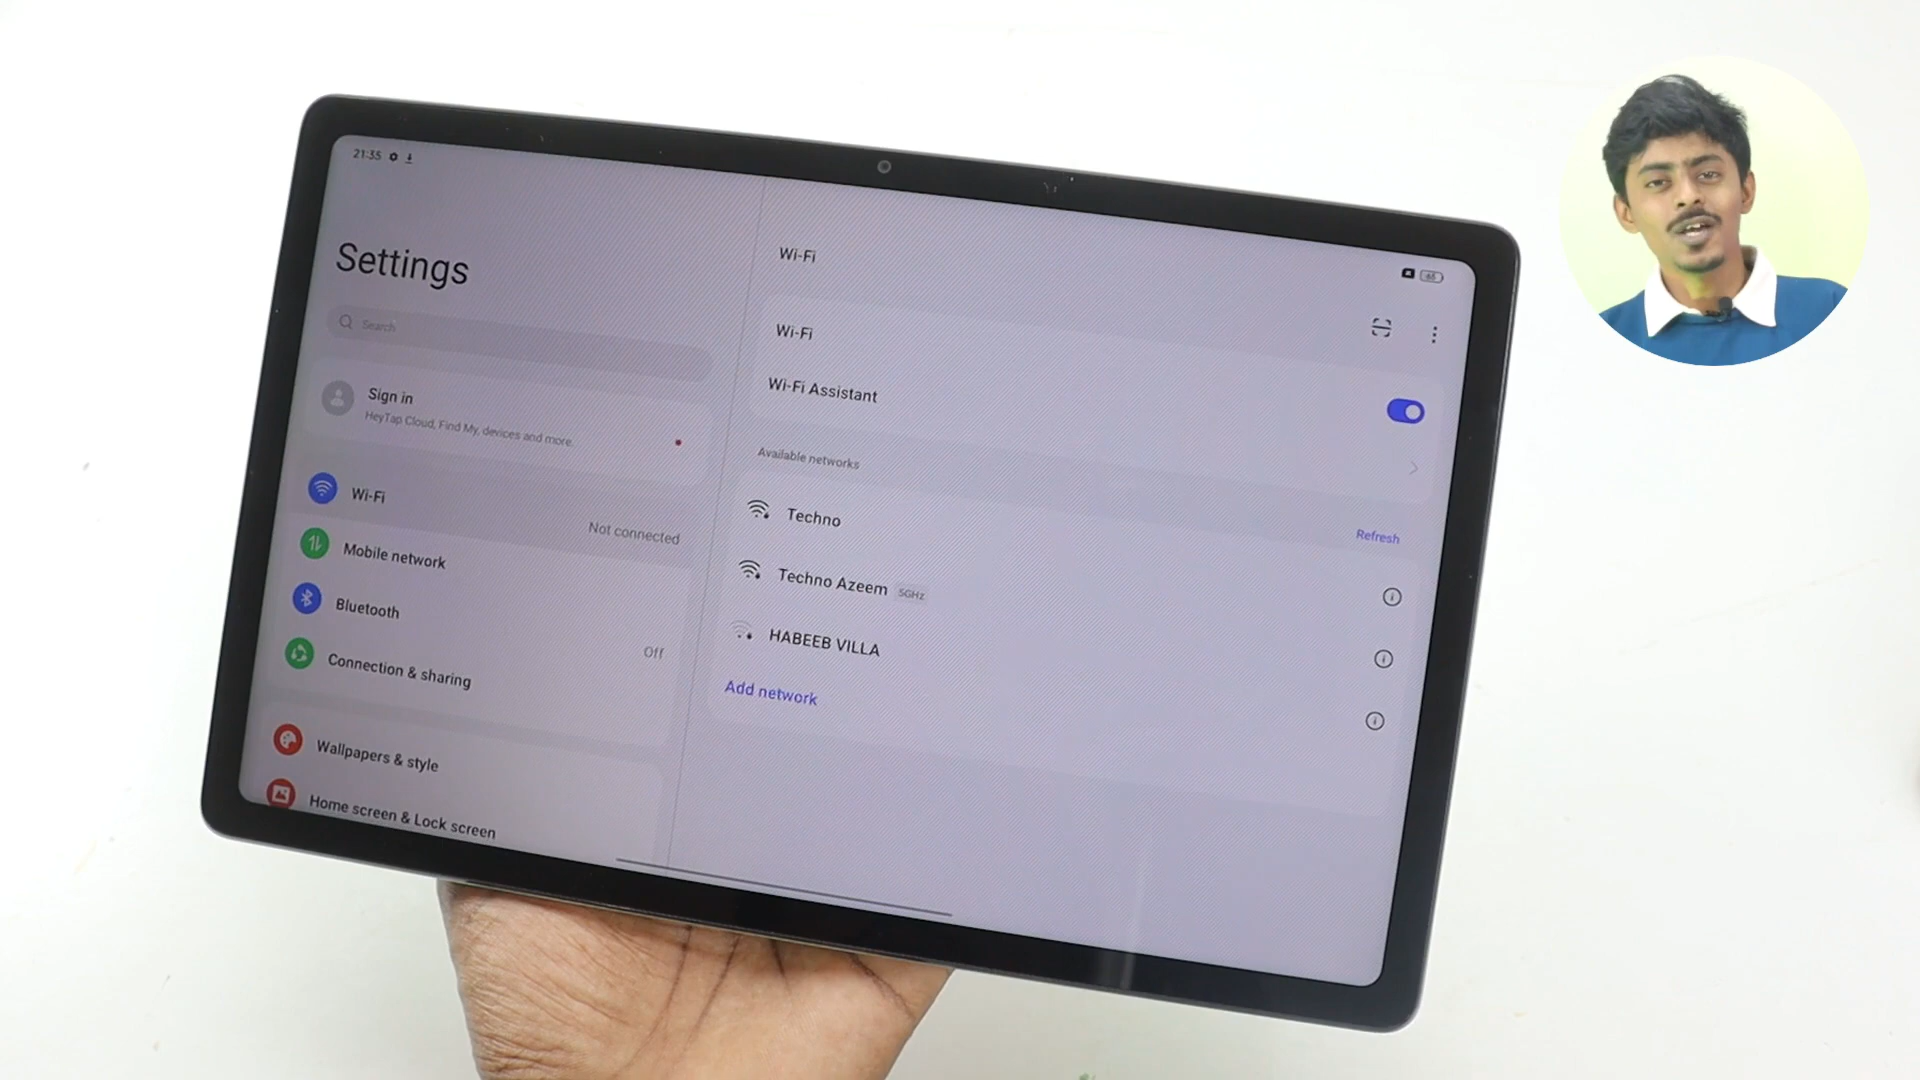 21:35
Settings
Search
Sign in
HeyTap Cloud, Find My, devices and more.
Wi-Fi
Not connected
Mobile network
Bluetooth
Off
Connection & sharing
Wallpapers & style
Home screen & Lock screen
Wi-Fi
Wi-Fi
Wi-Fi Assistant
Available networks
Refresh
Techno
Techno Azeem 5GHz
HABEEB VILLA
Add network